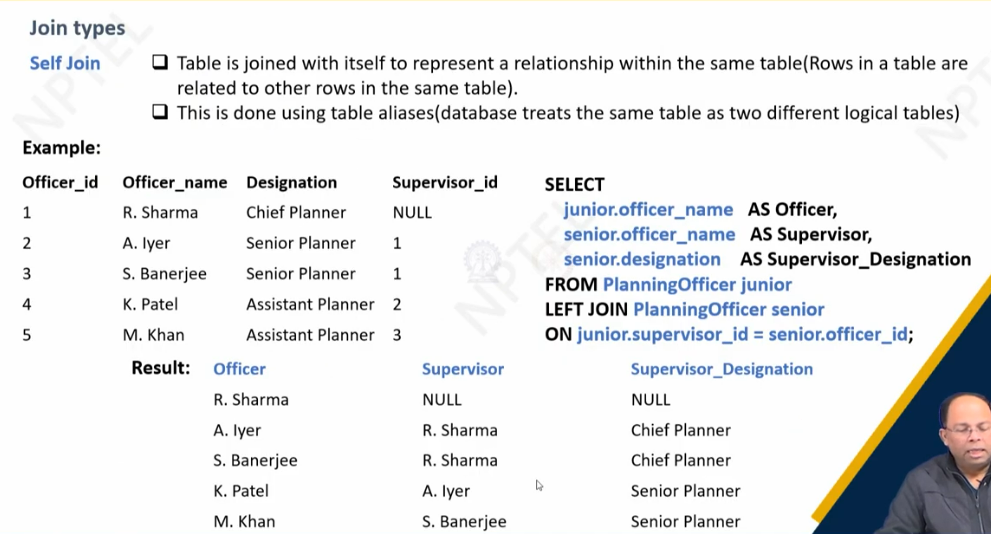 Join types
Self Join
❑ Table is joined with itself to represent a relationship within the same table(Rows in a table are
related to other rows in the same table).
❑ This is done using table aliases(database treats the same table as two different logical tables)
Example:
Officer_id Officer_name Designation Supervisor_id
1 R. Sharma Chief Planner NULL
2 A. Iyer Senior Planner 1
3 S. Banerjee Senior Planner 1
4 K. Patel Assistant Planner 2
5 M. Khan Assistant Planner 3
SELECT
junior.officer_name AS Officer,
senior.officer_name AS Supervisor,
senior.designation AS Supervisor_Designation
FROM PlanningOfficer junior
LEFT JOIN PlanningOfficer senior
ON junior.supervisor_id = senior.officer_id;
Result: Officer Supervisor Supervisor_Designation
R. Sharma NULL NULL
A. Iyer R. Sharma Chief Planner
S. Banerjee R. Sharma Chief Planner
K. Patel A. Iyer Senior Planner
M. Khan S. Banerjee Senior Planner
NPTEL
NPTEL
NPT